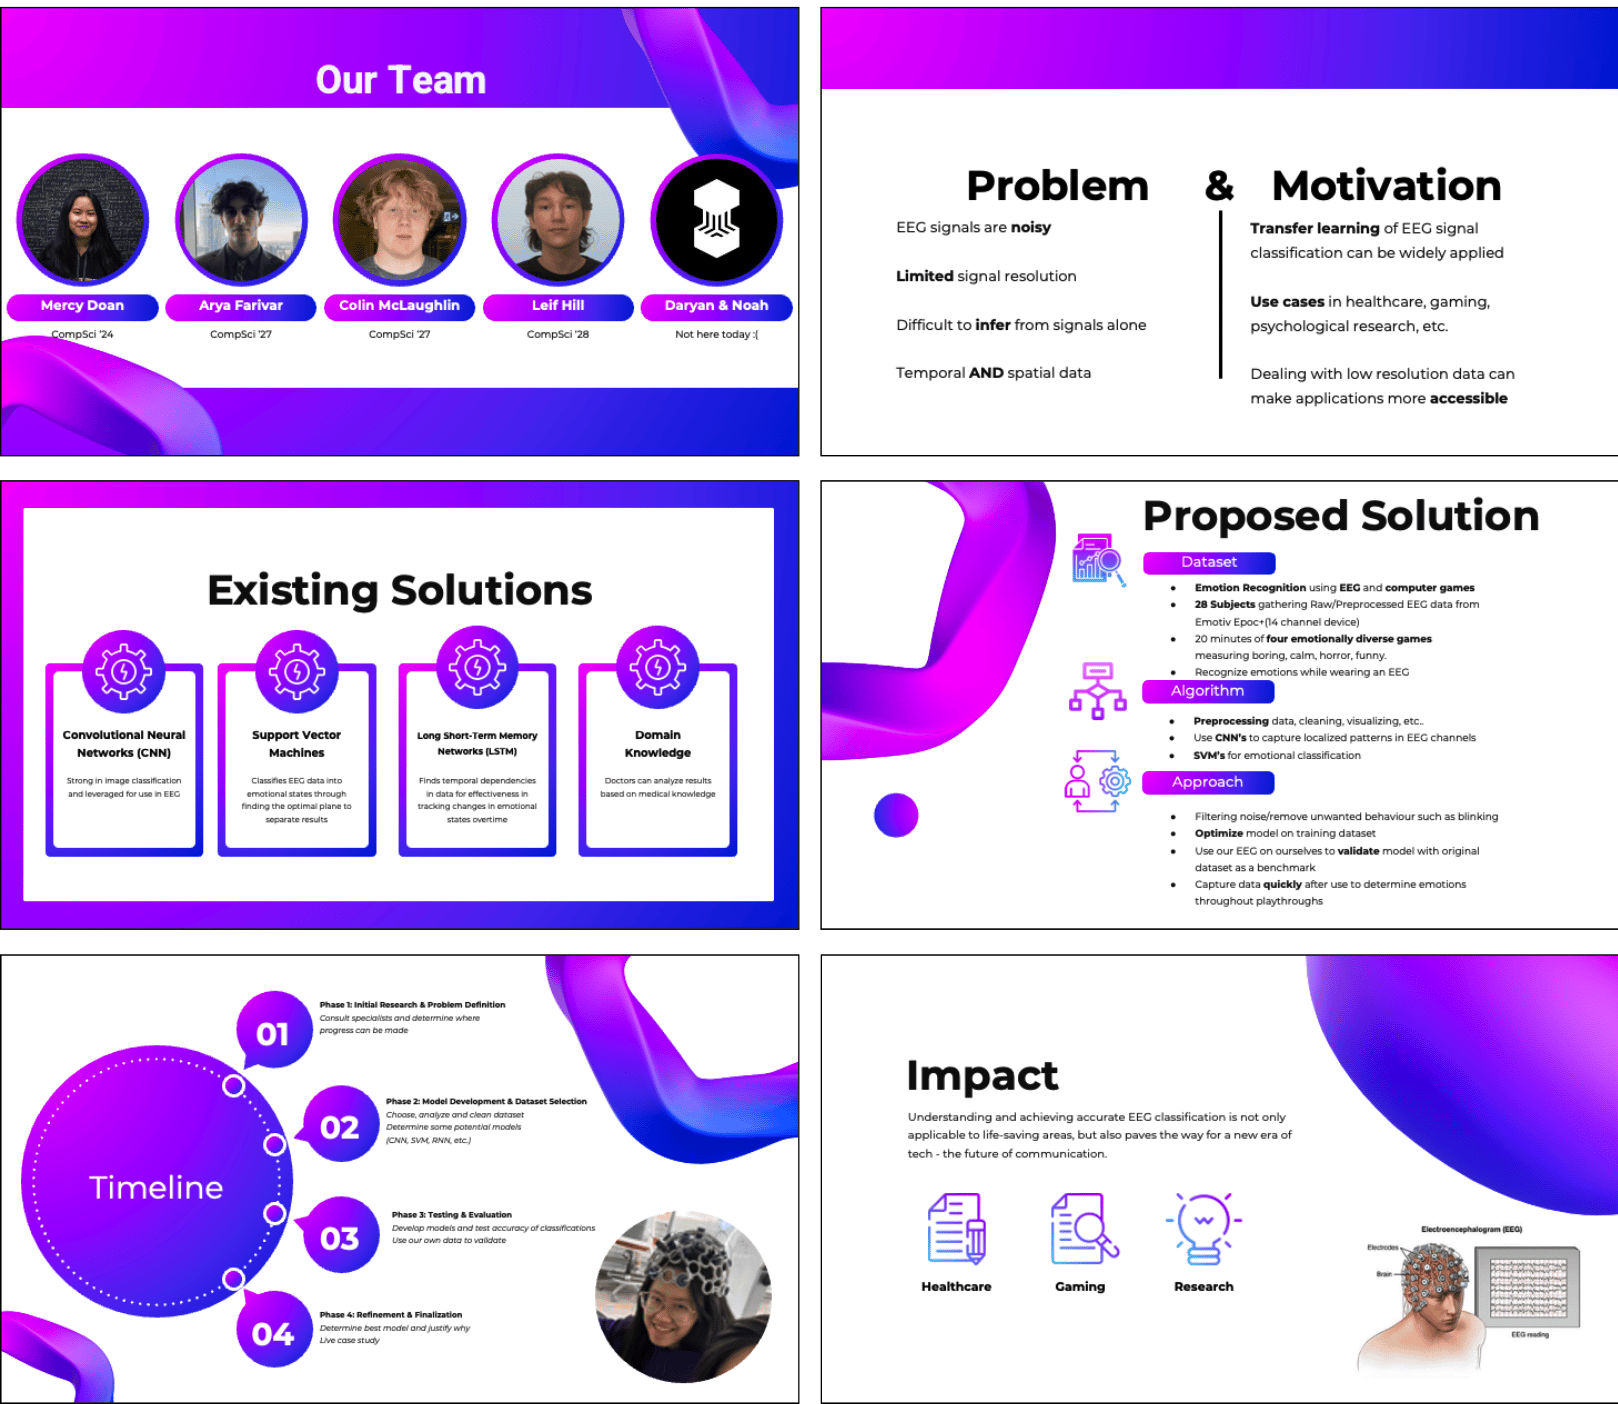 Our Team
Mercy Doan
Arya Farivar
Colin McLaughlin
Leif Hill
Daryan & Noah
CompSci '24
CompSci '27
CompSci '27
CompSci '28
Not here today :(
Problem & Motivation
EEG signals are noisy
Limited signal resolution
Difficult to infer from signals alone
Temporal AND spatial data
Transfer learning of EEG signal
classification can be widely applied
Use cases in healthcare, gaming,
psychological research, etc.
Dealing with low resolution data can
make applications more accessible
Existing Solutions
Convolutional Neural
Networks (CNN)
Strong in image classification
and leveraged for use in EEG
Support Vector
Machines
Classifies EEG data into
emotional states through
finding the optimal plane to
separate results
Long Short-Term Memory
Networks (LSTM)
Finds temporal dependencies
in data for effectiveness in
tracking changes in emotional
states overtime
Domain
Knowledge
Doctors can analyze results
based on medical knowledge
Proposed Solution
Dataset
● Emotion Recognition using EEG and computer games
● 28 Subjects gathering Raw/Preprocessed EEG data from
Emotiv Epoc+(14 channel device)
● 20 minutes of four emotionally diverse games
measuring boring, calm, horror, funny.
● Recognize emotions while wearing an EEG
Algorithm
● Preprocessing data, cleaning, visualizing, etc..
● Use CNN's to capture localized patterns in EEG channels
● SVM's for emotional classification
Approach
● Filtering noise/remove unwanted behaviour such as blinking
● Optimize model on training dataset
● Use our EEG on ourselves to validate model with original
dataset as a benchmark
● Capture data quickly after use to determine emotions
throughout playthroughs
Timeline
01
Phase 1: Initial Research & Problem Definition
Consult specialists and determine where
progress can be made
02
Phase 2: Model Development & Dataset Selection
Choose, analyze and clean dataset
Determine some potential models
(CNN, SVM, RNN, etc.)
03
Phase 3: Testing & Evaluation
Develop models and test accuracy of classifications
Use our own data to validate
04
Phase 4: Refinement & Finalization
Determine best model and justify why
Live case study
Impact
Understanding and achieving accurate EEG classification is not only
applicable to life-saving areas, but also paves the way for a new era of
tech - the future of communication.
Healthcare
Gaming
Research
Electroencephalogram (EEG)
Electrodes
Brain
EEG reading